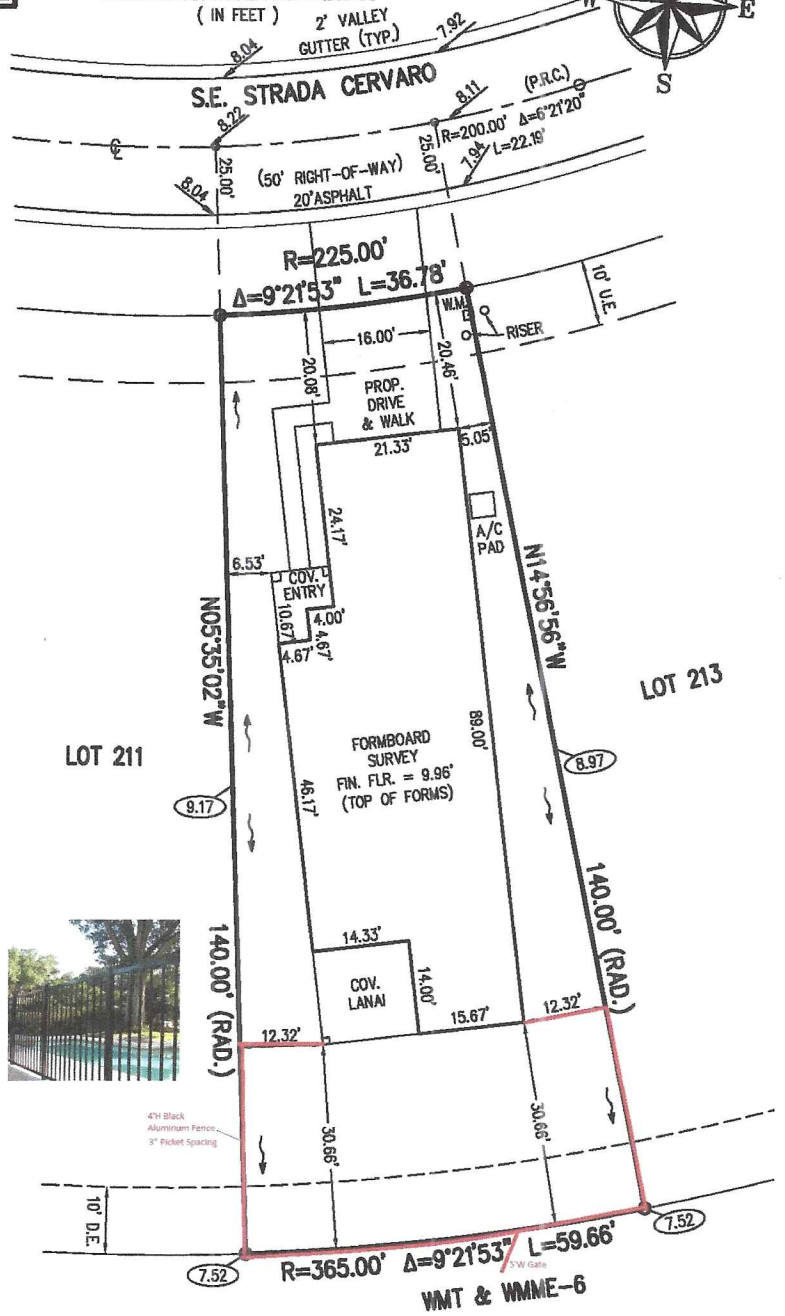 ( IN FEET )
2' VALLEY
GUTTER (TYP.)
W
E
S
8.04
7.92
S.E. STRADA CERVARO
8.22
8.11
(P.R.C.)
R=200.00' Δ=6°21'20"
L=22.19'
℄
25.00'
25.00'
7.94
8.04
(50' RIGHT-OF-WAY)
20'ASPHALT
R=225.00'
Δ=9°21'53" L=36.78'
W.M.
10' U.E.
RISER
16.00'
20.08'
20.46'
PROP.
DRIVE
& WALK
21.33'
5.05'
24.17'
A/C
PAD
6.53'
COV.
ENTRY
10.67'
4.00'
4.67'
4.67'
N05°35'02"W
N14°56'56"W
LOT 213
LOT 211
89.00'
FORMBOARD
SURVEY
FIN. FLR. = 9.96'
(TOP OF FORMS)
46.17'
8.97
9.17
140.00' (RAD.)
140.00' (RAD.)
14.33'
COV.
LANAI
14.00'
15.67'
12.32'
12.32'
4'H Black
Aluminum Fence
3" Picket Spacing
30.66'
30.66'
10' D.E.
7.52
7.52
R=365.00' Δ=9°21'53" L=59.66'
5'W Gate
WMT & WMME-6